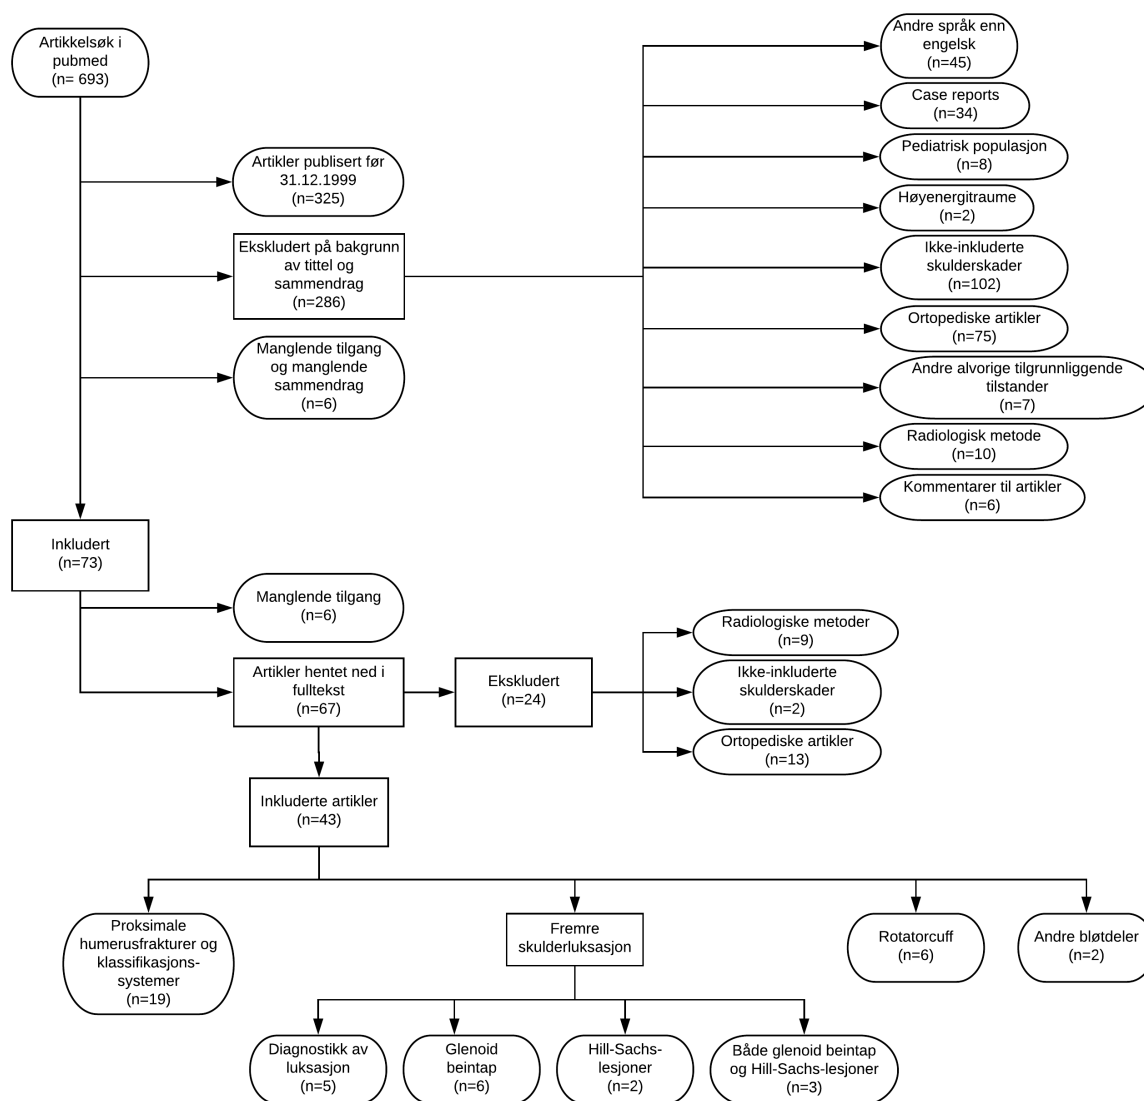 Artikkelsøk i
pubmed
(n= 693)
Artikler publisert før
31.12.1999
(n=325)
Ekskludert på bakgrunn
av tittel og
sammendrag
(n=286)
Manglende tilgang
og manglende
sammendrag
(n=6)
Andre språk enn
engelsk
(n=45)
Case reports
(n=34)
Pediatrisk populasjon
(n=8)
Høyenergitraume
(n=2)
Ikke-inkluderte
skulderskader
(n=102)
Ortopediske artikler
(n=75)
Andre alvorige tilgrunnliggende
tilstander
(n=7)
Radiologisk metode
(n=10)
Kommentarer til artikler
(n=6)
Inkludert
(n=73)
Manglende tilgang
(n=6)
Artikler hentet ned i
fulltekst
(n=67)
Ekskludert
(n=24)
Radiologiske metoder
(n=9)
Ikke-inkluderte
skulderskader
(n=2)
Ortopediske artikler
(n=13)
Inkluderte artikler
(n=43)
Proksimale
humerusfrakturer og
klassifikasjons-
systemer
(n=19)
Fremre
skulderluksasjon
Rotatorcuff
(n=6)
Andre bløtdeler
(n=2)
Diagnostikk av
luksasjon
(n=5)
Glenoid
beintap
(n=6)
Hill-Sachs-
lesjoner
(n=2)
Både glenoid beintap
og Hill-Sachs-lesjoner
(n=3)